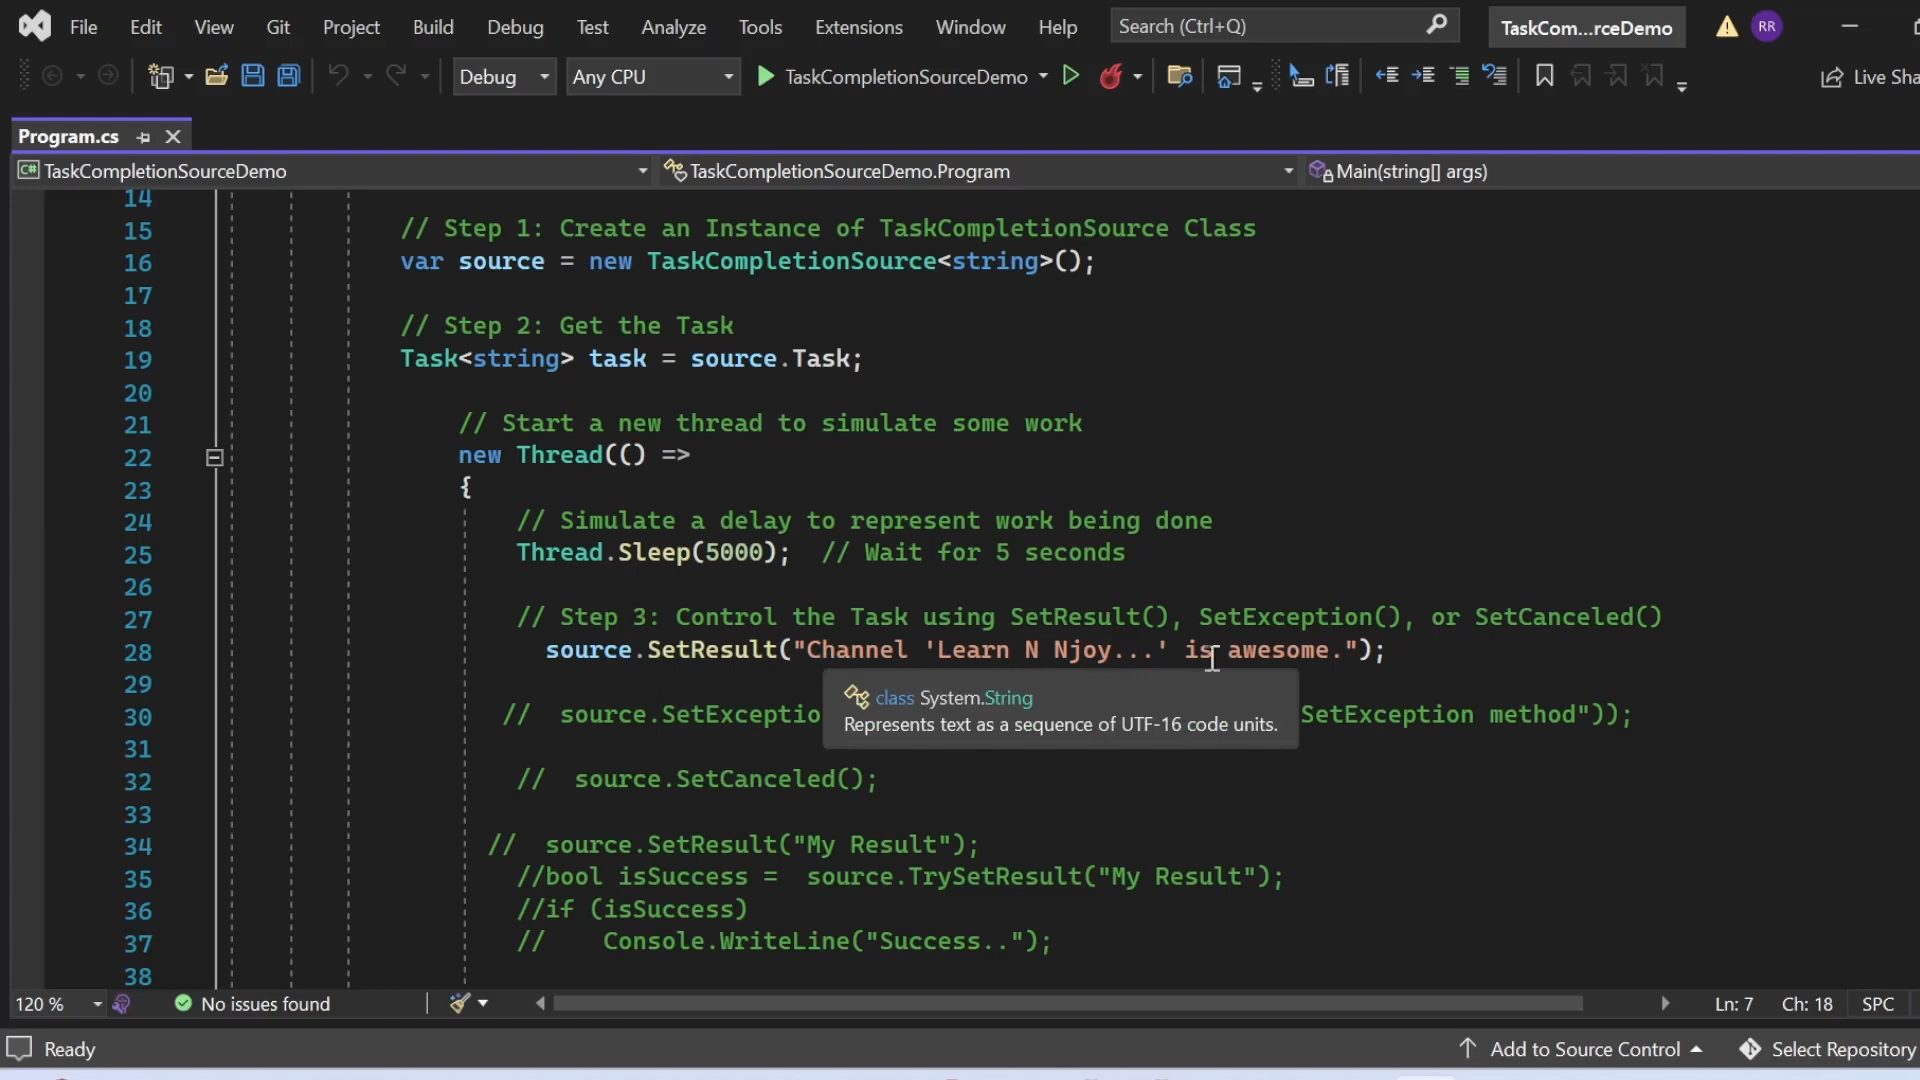 File Edit View Git Project Build Debug Test Analyze Tools Extensions Window Help Search (Ctrl+Q) TaskCom...rceDemo RR
Debug Any CPU TaskCompletionSourceDemo Live Sha
Program.cs
C# TaskCompletionSourceDemo TaskCompletionSourceDemo.Program Main(string[] args)
14
15 // Step 1: Create an Instance of TaskCompletionSource Class
16 var source = new TaskCompletionSource<string>();
17
18 // Step 2: Get the Task
19 Task<string> task = source.Task;
20
21 // Start a new thread to simulate some work
22 new Thread(() =>
23 {
24 // Simulate a delay to represent work being done
25 Thread.Sleep(5000); // Wait for 5 seconds
26
27 // Step 3: Control the Task using SetResult(), SetException(), or SetCanceled()
28 source.SetResult("Channel 'Learn N Njoy...' is awesome.");
29 class System.String
30 // source.SetExceptio SetException method"));
Represents text as a sequence of UTF-16 code units.
31
32 // source.SetCanceled();
33
34 // source.SetResult("My Result");
35 //bool isSuccess = source.TrySetResult("My Result");
36 //if (isSuccess)
37 // Console.WriteLine("Success..");
38
120 % No issues found Ln: 7 Ch: 18 SPC
Ready Add to Source Control Select Repository